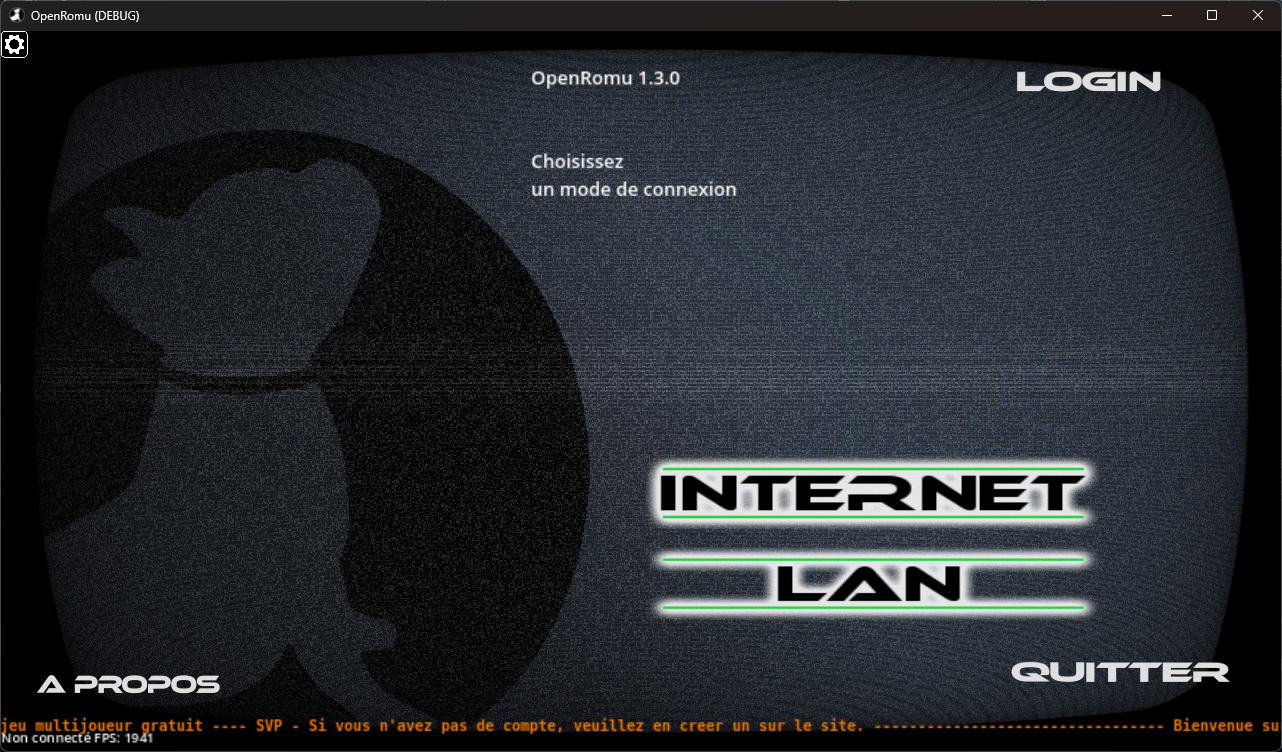 OpenRomu (DEBUG)
OpenRomu 1.3.0
LOGIN
Choisissez
un mode de connexion
INTERNET
LAN
A PROPOS
QUITTER
jeu multijoueur gratuit ---- SVP - Si vous n'avez pas de compte, veuillez en creer un sur le site. --------------------------------- Bienvenue su
Non connecté FPS: 1941